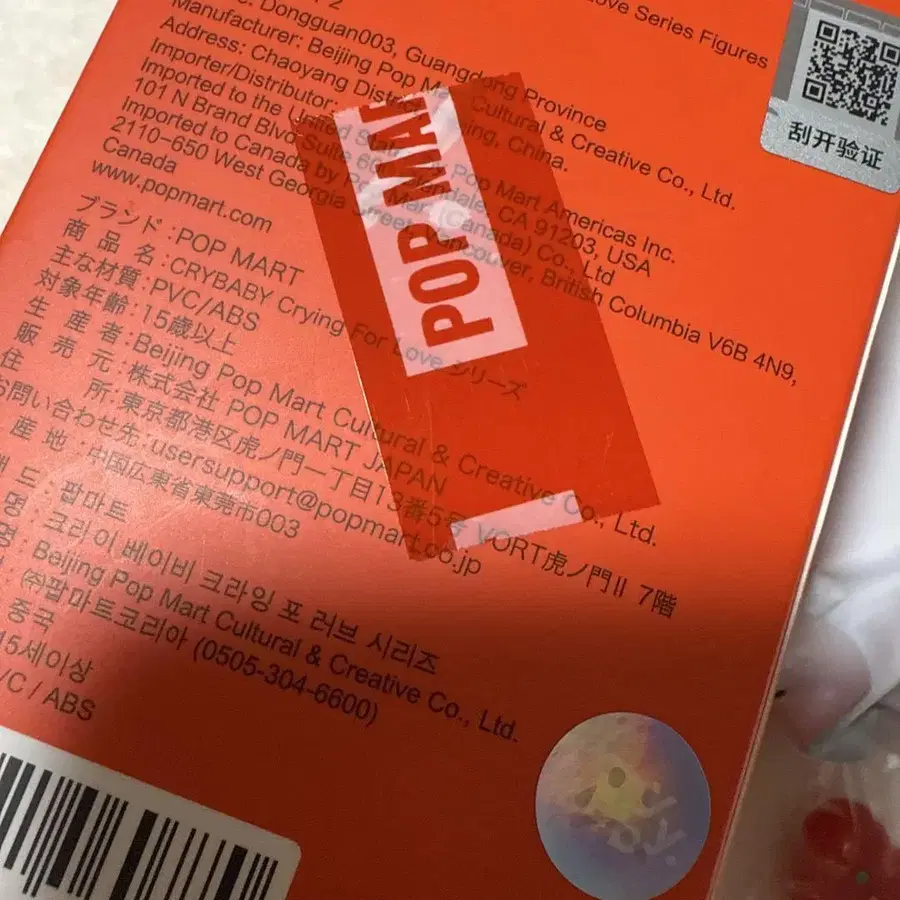 Love Series Figures
Dongguan003, Guangdong Province
Manufacturer: Beijing Pop Mart Cultural & Creative Co., Ltd.
Address: Chaoyang District, Beijing, China.
Importer/Distributor:
Imported to the United States by Pop Mart Americas Inc.
101 N Brand Blvd Suite Glendale, CA 91203, USA
Imported to Canada by Pop Mart (Canada) Co., Ltd
2110-650 West Georgia Street, Vancouver, British Columbia V6B 4N9,
Canada
www.popmart.com
ブランド:POP MART
商品名:CRYBABY Crying For Love シリーズ
主な材質:PVC/ABS
対象年齢:15歳以上
生産者:Beijing Pop Mart Cultural & Creative Co., Ltd.
販売元:株式会社 POP MART JAPAN
住所:東京都港区虎ノ門一丁目13番5号 VORT虎ノ門II 7階
お問い合わせ先:usersupport@popmart.co.jp
産地:中国広東省東莞市003
드: 팝마트
명: 크라이 베이비 크라잉 포 러브 시리즈
: Beijing Pop Mart Cultural & Creative Co., Ltd.
: ㈜팝마트코리아 (0505-304-6600)
중국
15세이상
/C / ABS
POP MAR
刮开验证